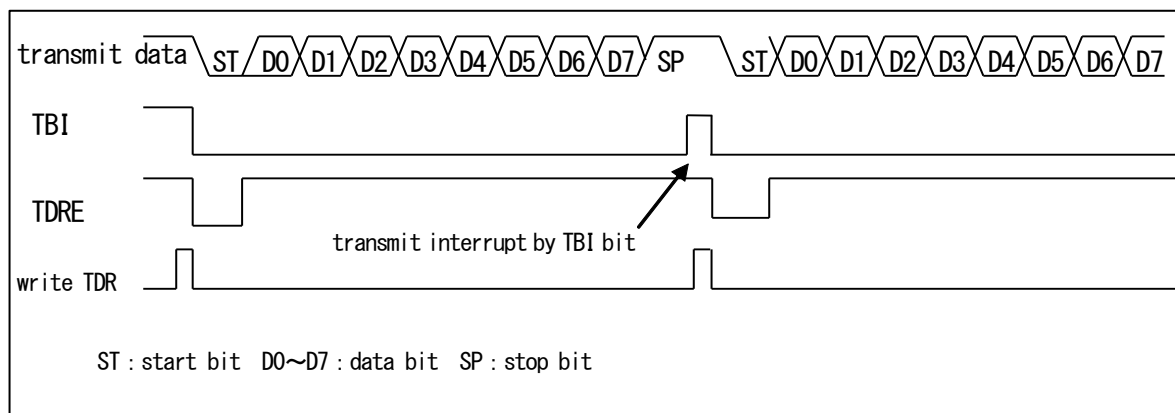 transmit data ST D0 D1 D2 D3 D4 D5 D6 D7 SP ST D0 D1 D2 D3 D4 D5 D6 D7
TBI
TDRE
transmit interrupt by TBI bit
write TDR
ST : start bit D0～D7 : data bit SP : stop bit